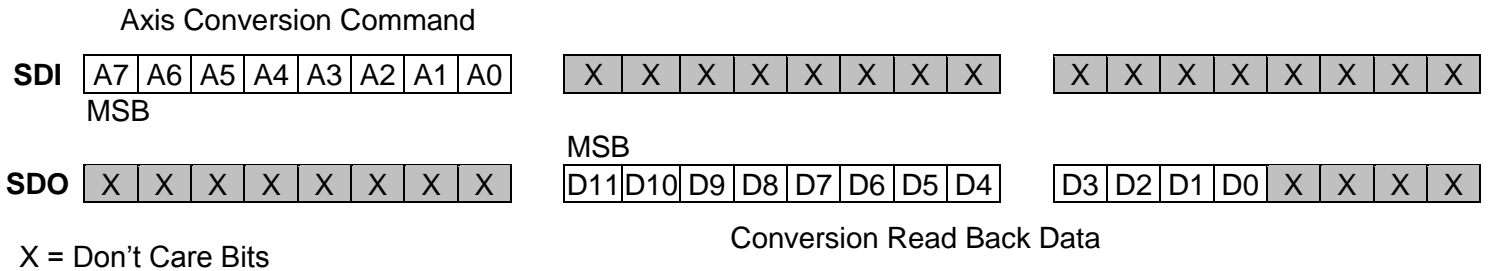 Axis Conversion Command
SDI A7 A6 A5 A4 A3 A2 A1 A0 X X X X X X X X X X X X X X X X
MSB
MSB
SDO X X X X X X X X D11 D10 D9 D8 D7 D6 D5 D4 D3 D2 D1 D0 X X X X
Conversion Read Back Data
X = Don’t Care Bits